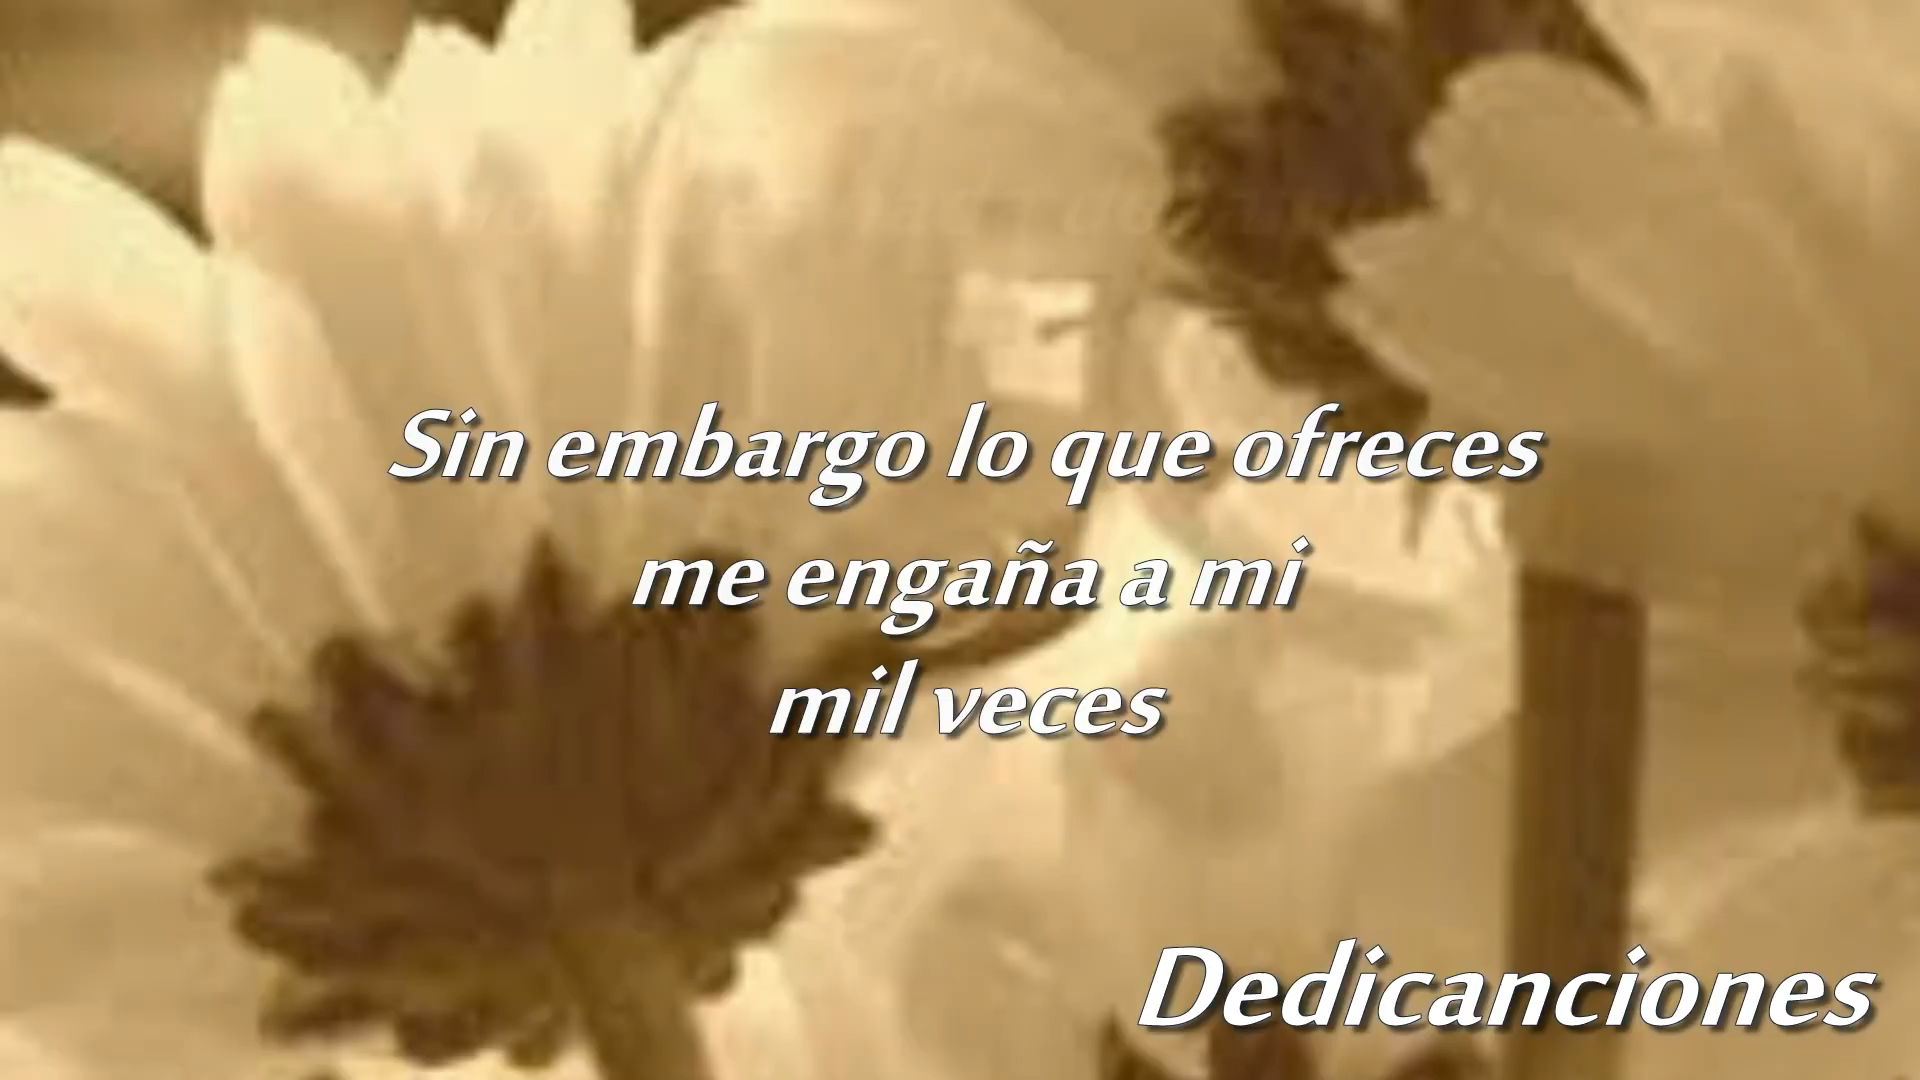 Sin embargo lo que ofreces
me engaña a mi
mil veces
Dedicanciones